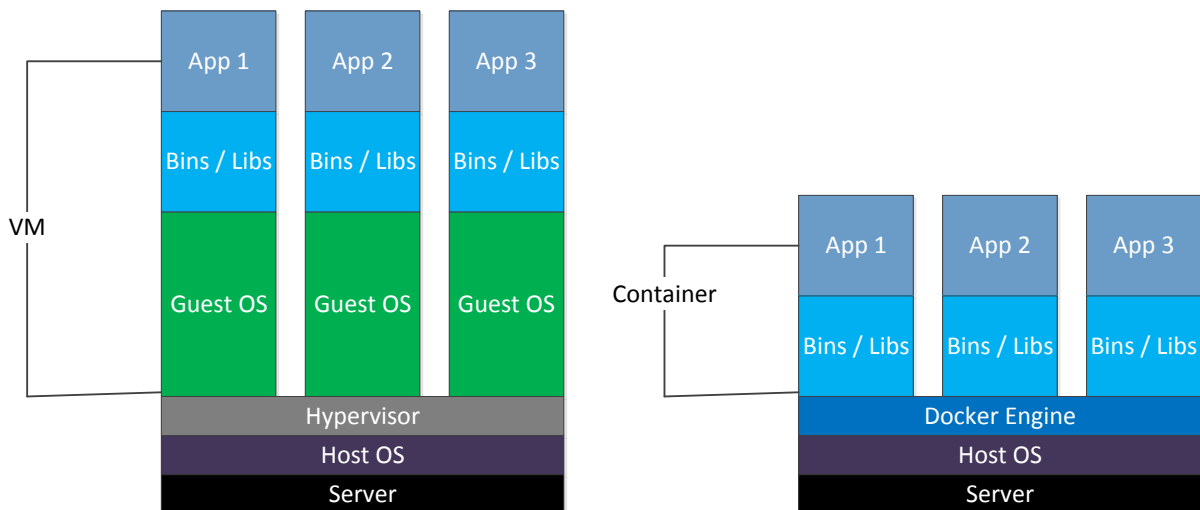 App 1
App 2
App 3
Bins / Libs
Bins / Libs
Bins / Libs
VM
Guest OS
Guest OS
Guest OS
Hypervisor
Host OS
Server
App 1
App 2
App 3
Container
Bins / Libs
Bins / Libs
Bins / Libs
Docker Engine
Host OS
Server